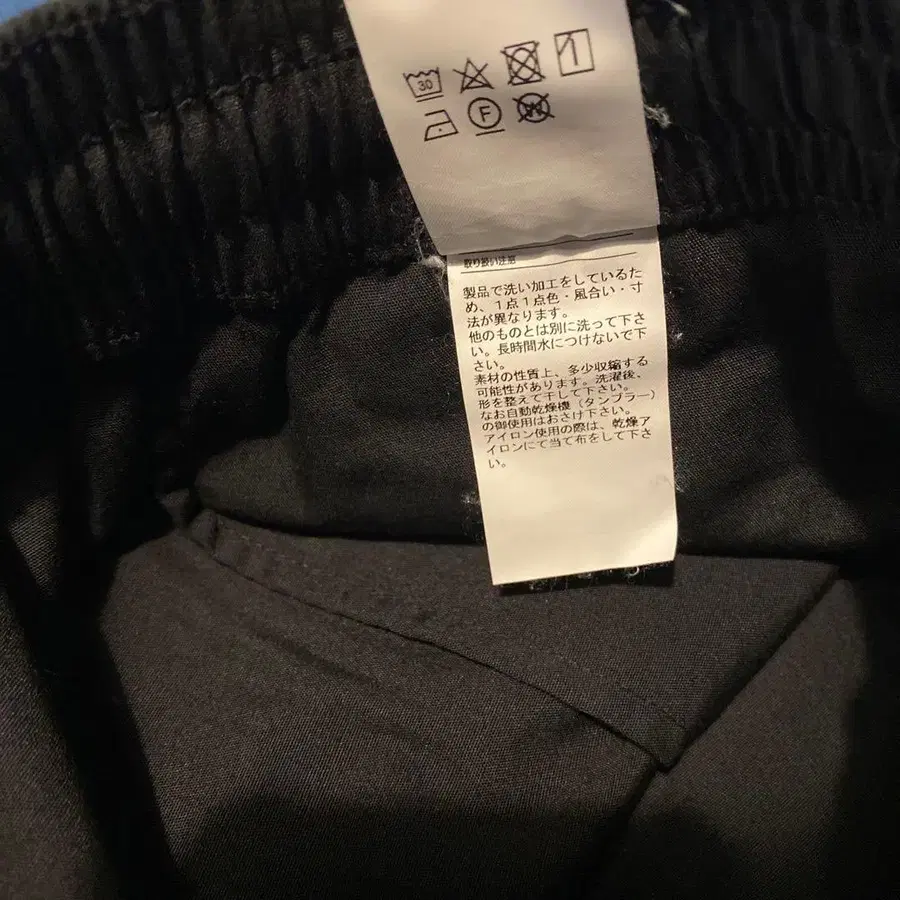 30
F
W
取り扱い注意
製品で洗い加工をしているた
め、1点1点色・風合い・寸
法が異なります。
他のものとは別に洗って下さ
い。長時間水につけないで下
さい。
素材の性質上、多少収縮する
可能性があります。洗濯後、
形を整えて干して下さい。
なお自動乾燥機（タンブラー）
の御使用はおさけ下さい。
アイロン使用の際は、乾燥ア
イロンにて当て布をして下さ
い。